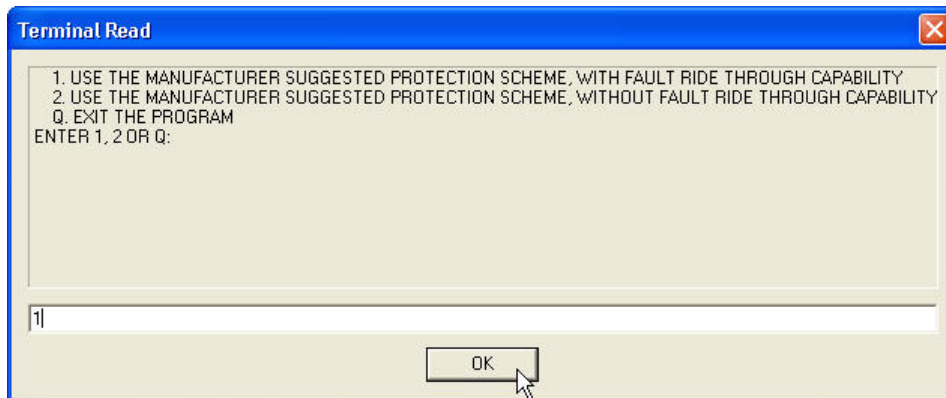 Terminal Read
1. USE THE MANUFACTURER SUGGESTED PROTECTION SCHEME, WITH FAULT RIDE THROUGH CAPABILITY
2. USE THE MANUFACTURER SUGGESTED PROTECTION SCHEME, WITHOUT FAULT RIDE THROUGH CAPABILITY
Q. EXIT THE PROGRAM
ENTER 1, 2 OR Q:
1
OK